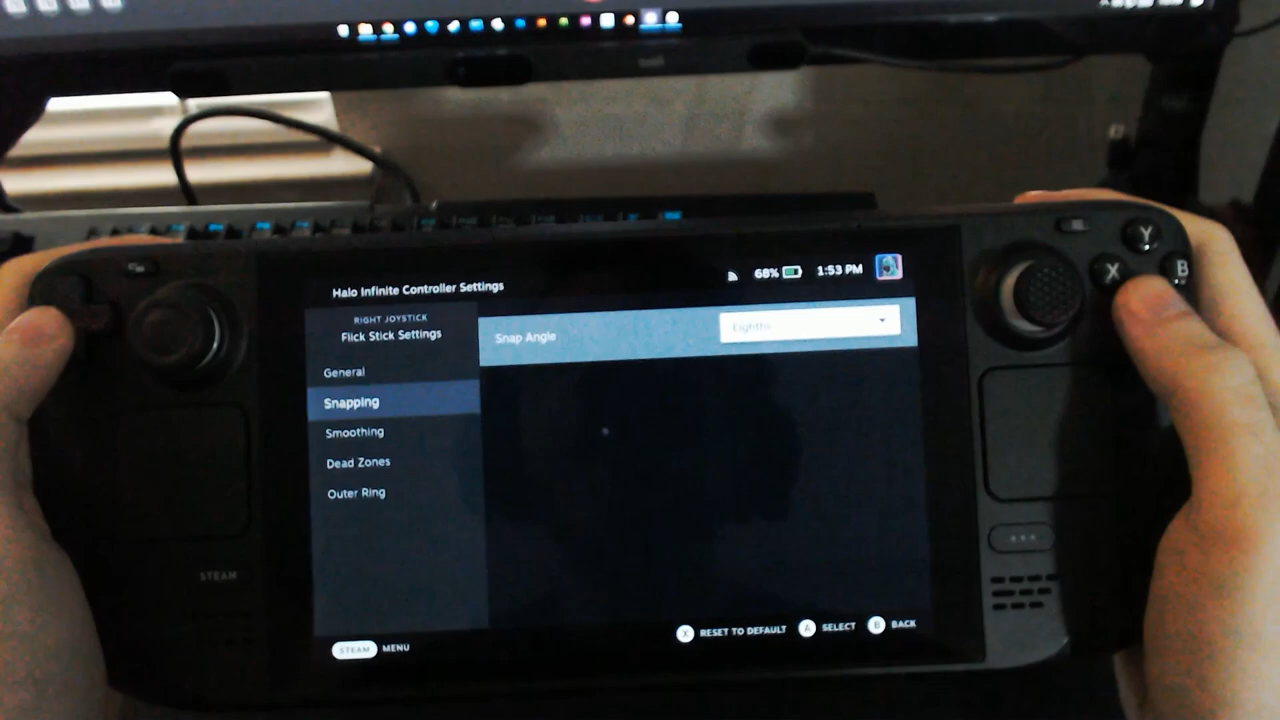 Halo Infinite Controller Settings
68%
1:53 PM
RIGHT JOYSTICK
Flick Stick Settings
General
Snapping
Smoothing
Dead Zones
Outer Ring
Snap Angle
Eighths
STEAM MENU
X RESET TO DEFAULT
A SELECT
B BACK
STEAM
Y
X
B